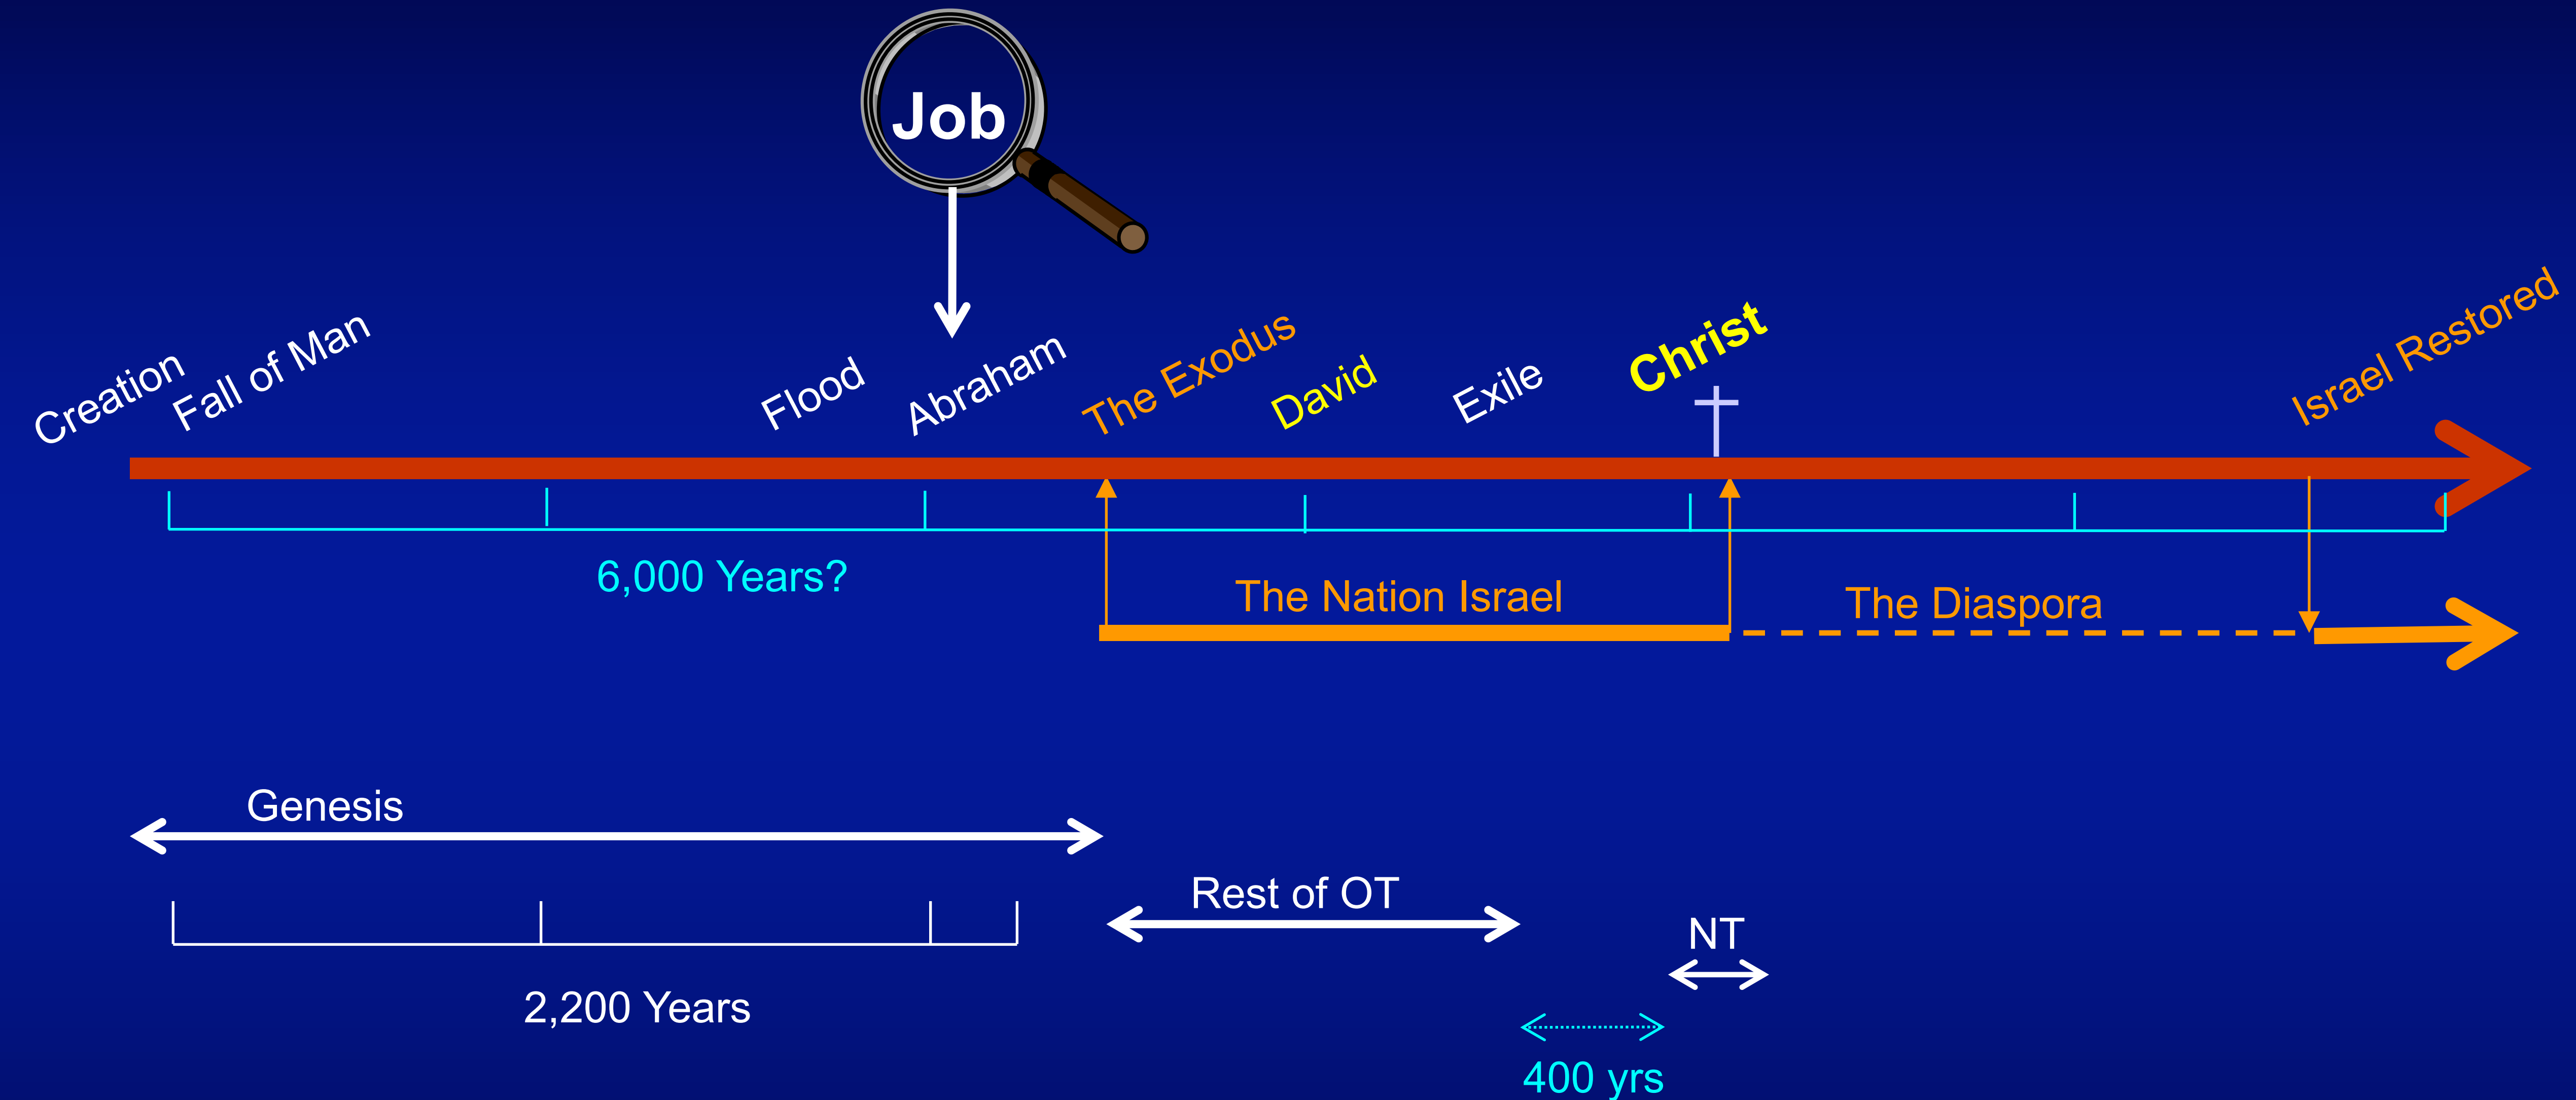 Job
Creation
Fall of Man
Flood
Abraham
The Exodus
David
Exile
Christ
Israel Restored
6,000 Years?
The Nation Israel
The Diaspora
Genesis
Rest of OT
NT
2,200 Years
400 yrs